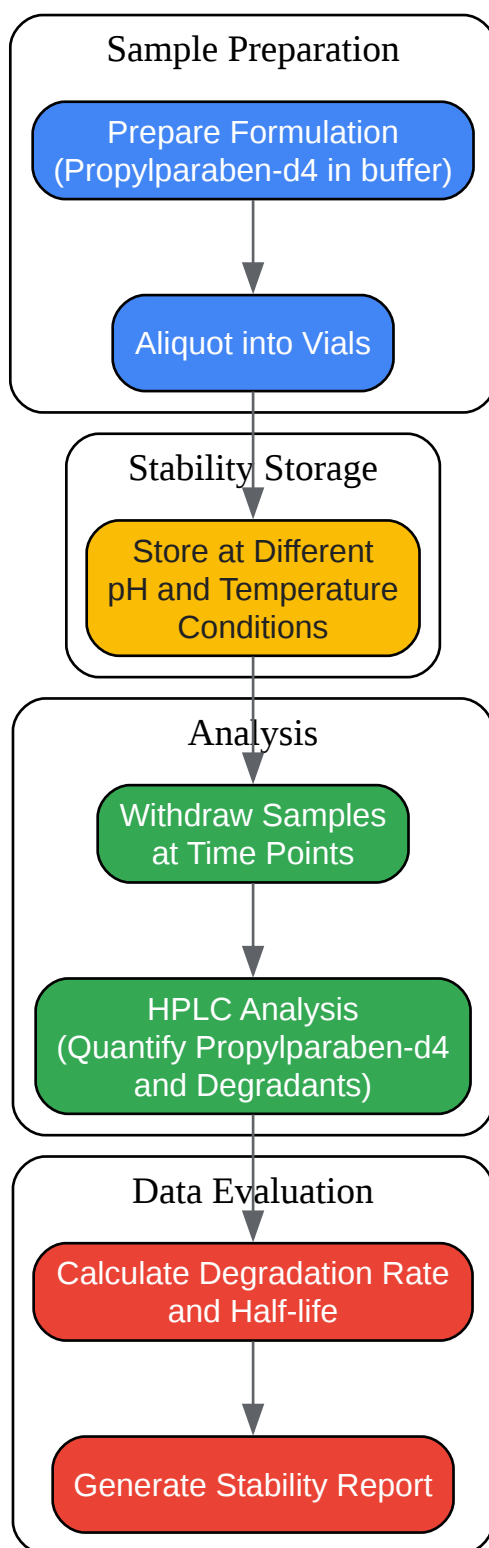 Sample Preparation
Prepare Formulation
(Propylparaben-d4 in buffer)
Aliquot into Vials
Stability Storage
Store at Different
pH and Temperature
Conditions
Analysis
Withdraw Samples
at Time Points
HPLC Analysis
(Quantify Propylparaben-d4
and Degradants)
Data Evaluation
Calculate Degradation Rate
and Half-life
Generate Stability Report